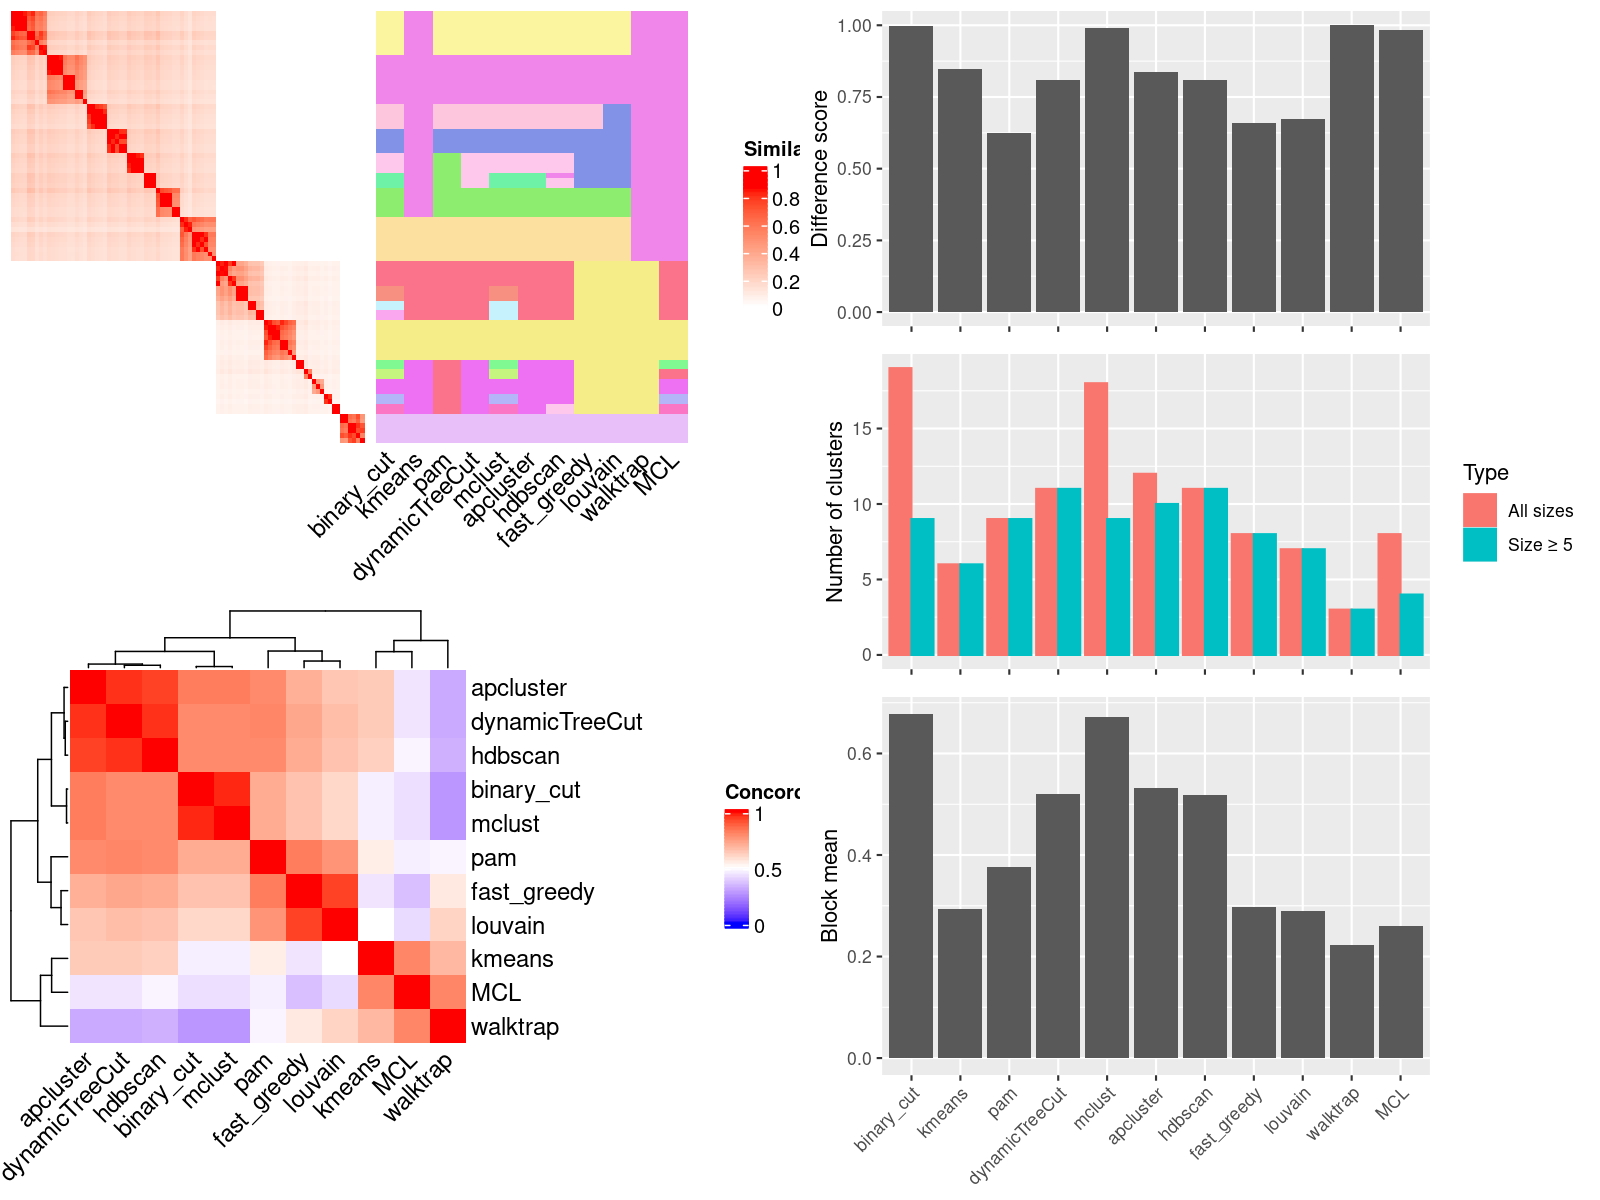 Simila
1
0.8
0.6
0.4
0.2
0
binary_cut
kmeans
pam
dynamicTreeCut
mclust
apcluster
hdbscan
fast_greedy
louvain
walktrap
MCL
apcluster
dynamicTreeCut
hdbscan
binary_cut
mclust
pam
fast_greedy
louvain
kmeans
MCL
walktrap
Concord
1
0.5
0
apcluster
dynamicTreeCut
hdbscan
binary_cut
mclust
pam
fast_greedy
louvain
kmeans
MCL
walktrap
Difference score
1.00
0.75
0.50
0.25
0.00
Number of clusters
15
10
5
0
Type
All sizes
Size ≥ 5
Block mean
0.6
0.4
0.2
0.0
binary_cut
kmeans
pam
dynamicTreeCut
mclust
apcluster
hdbscan
fast_greedy
louvain
walktrap
MCL